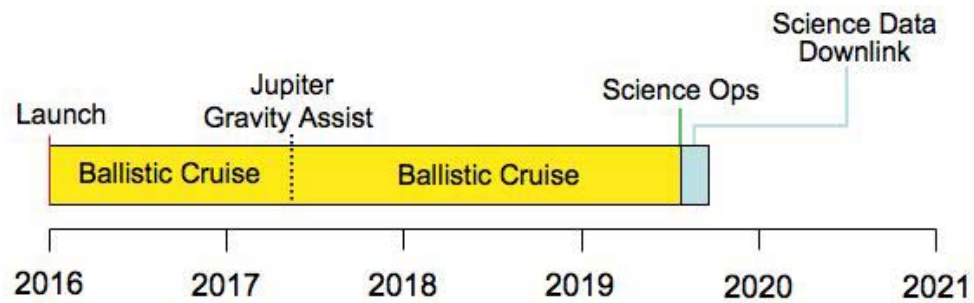 Science Data
Downlink
Jupiter
Gravity Assist
Science Ops
Launch
Ballistic Cruise
Ballistic Cruise
2016
2017
2018
2019
2020
2021